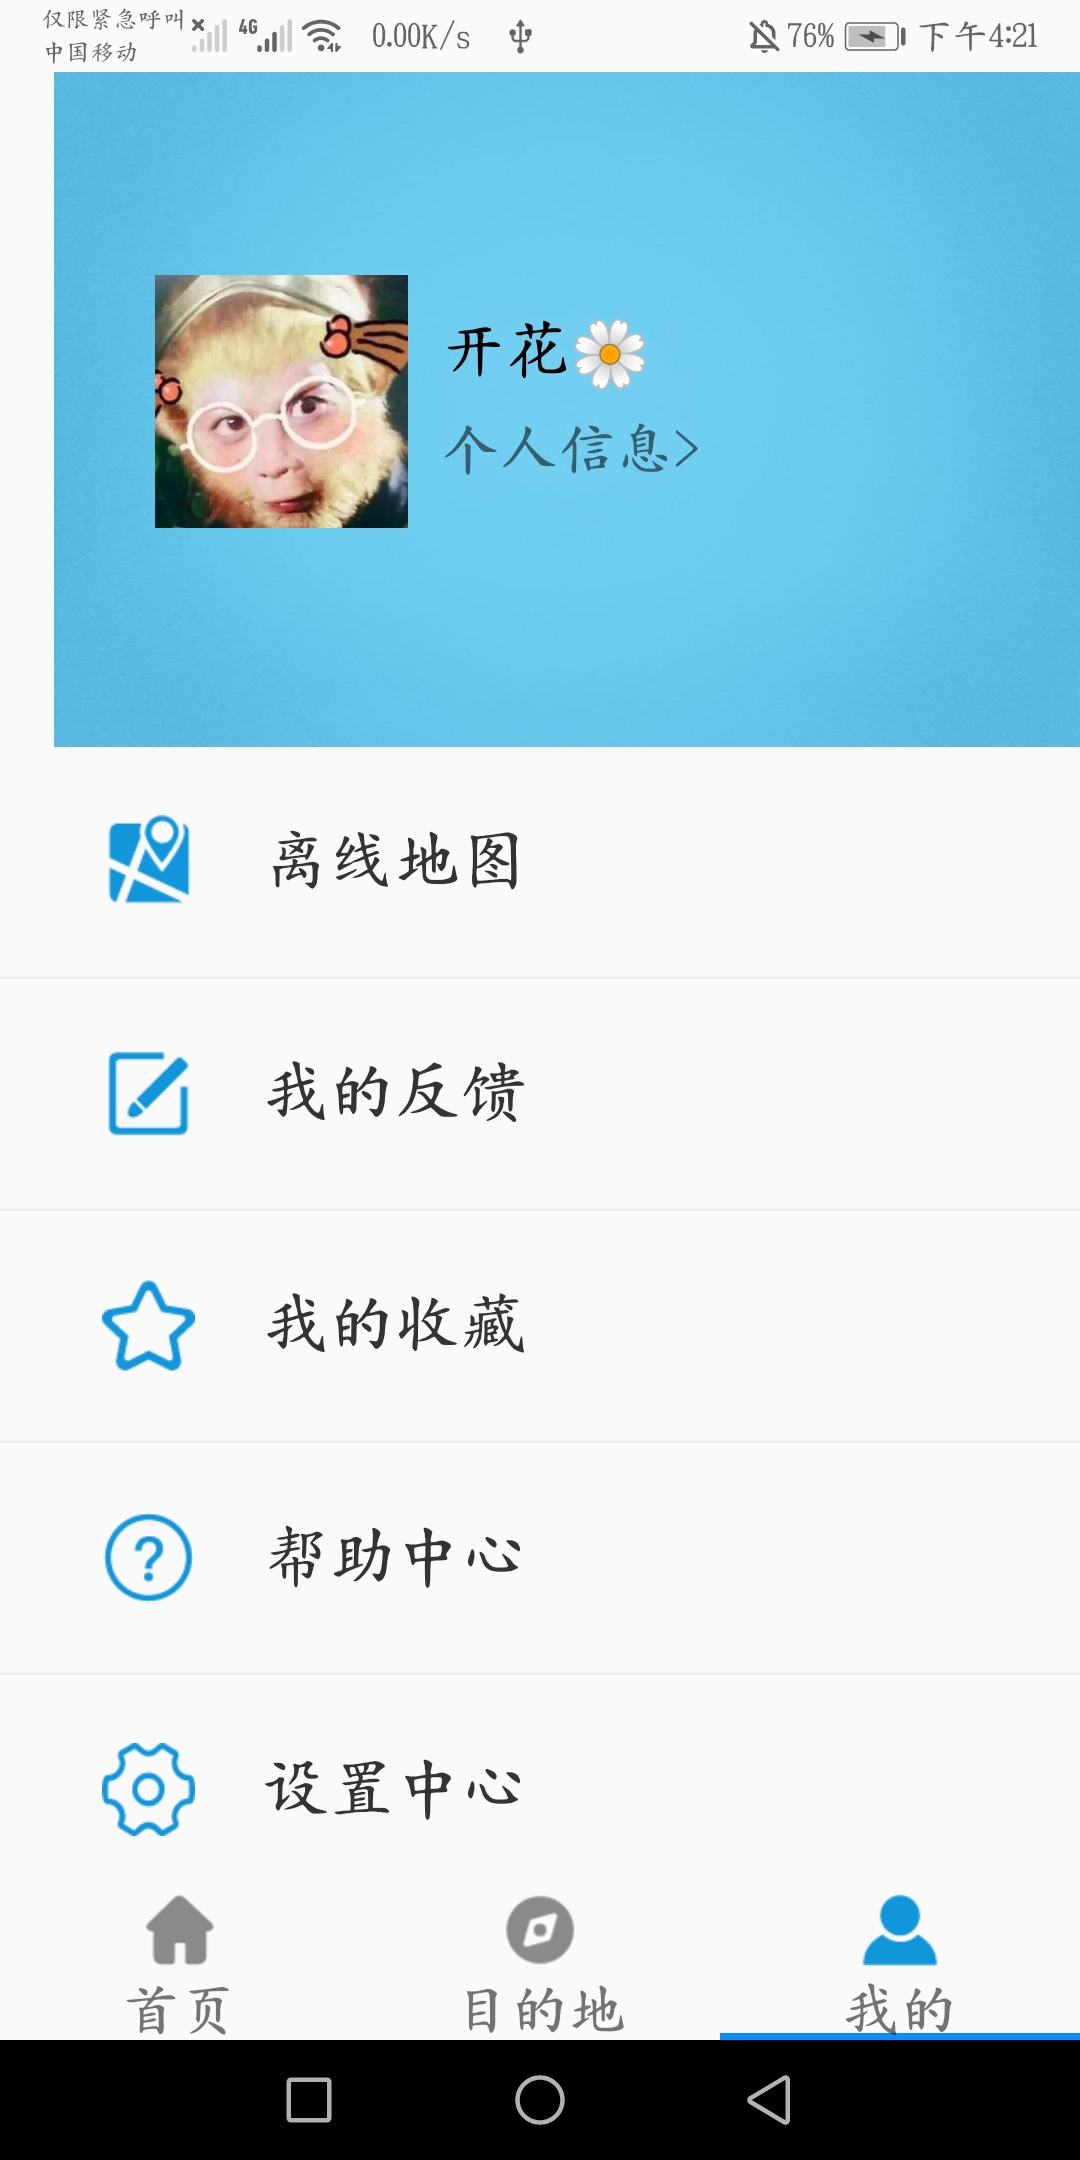 仅限紧急呼叫
中国移动
4G
0.00K/s
76%
下午4:21
开花🌼
个人信息>
离线地图
我的反馈
我的收藏
帮助中心
设置中心
首页
目的地
我的